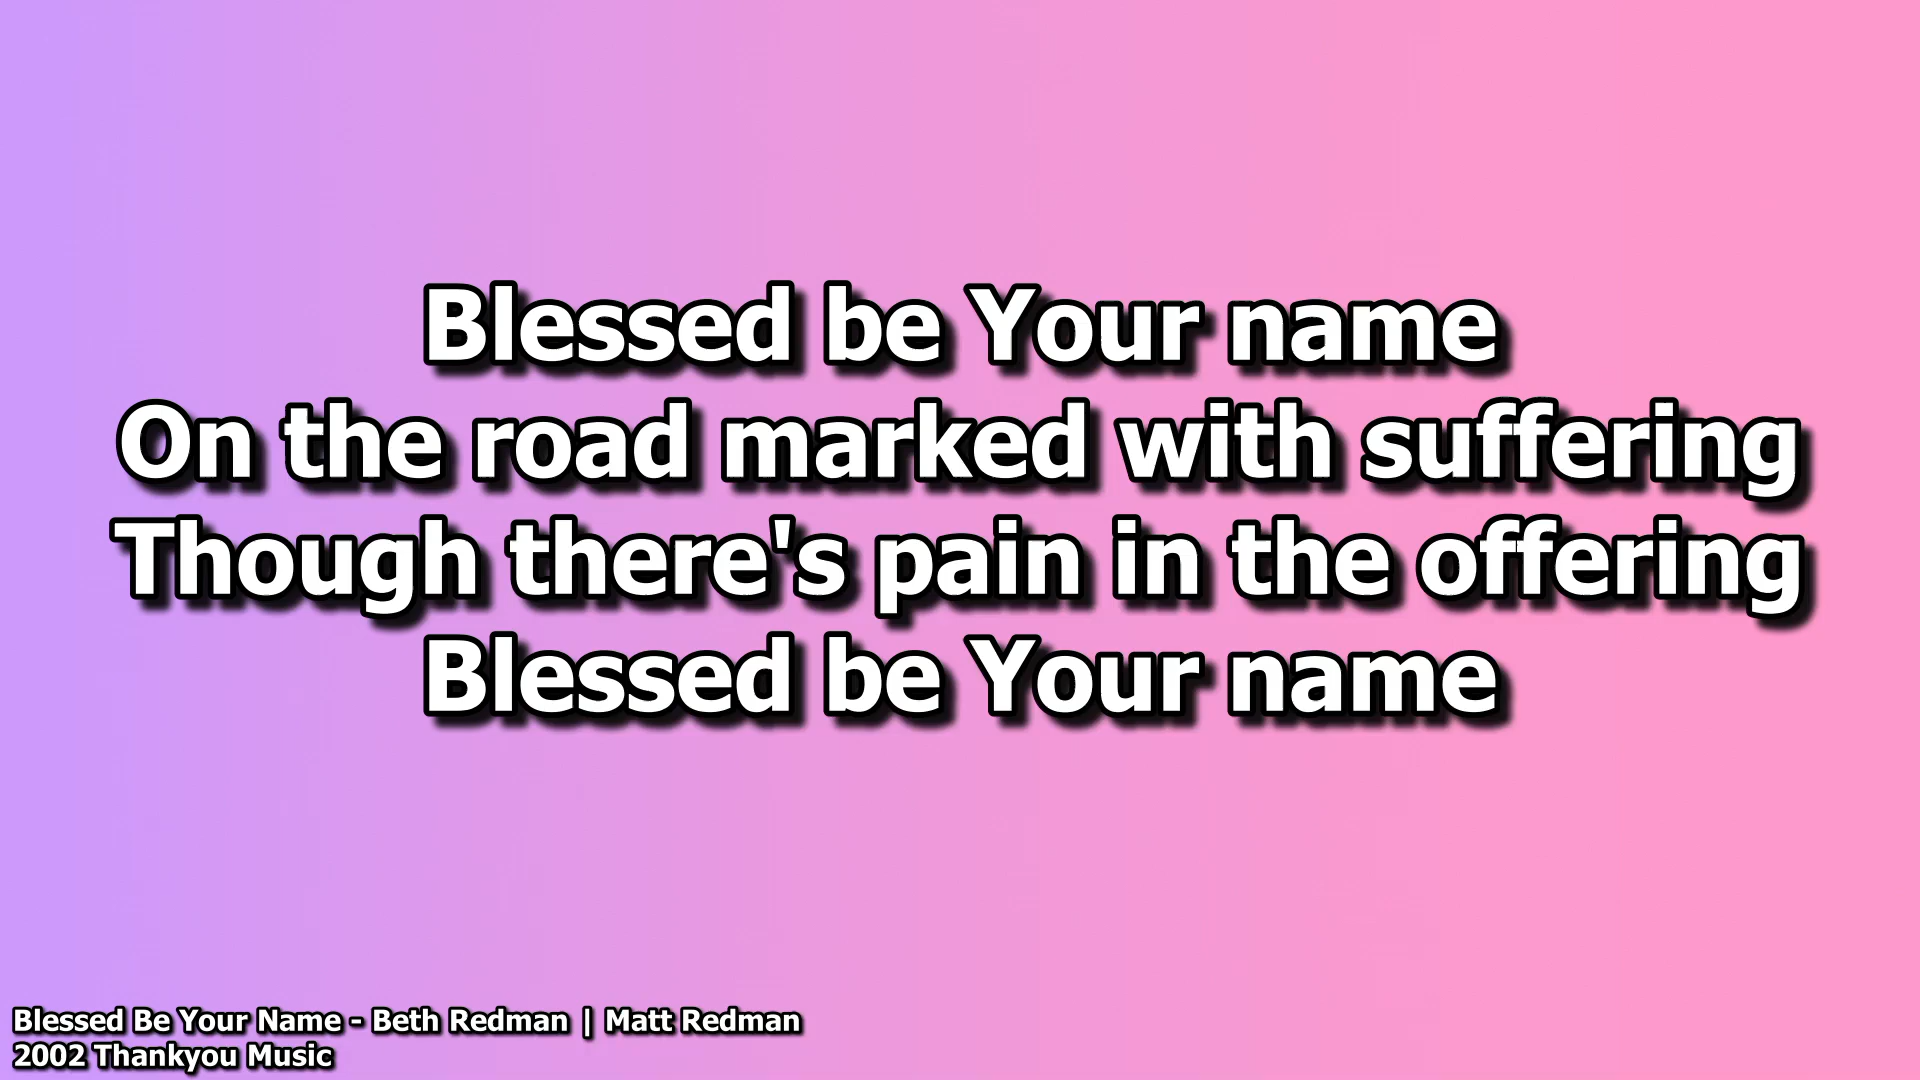 Blessed be Your name
On the road marked with suffering
Though there's pain in the offering
Blessed be Your name
Blessed Be Your Name - Beth Redman | Matt Redman
2002 Thankyou Music